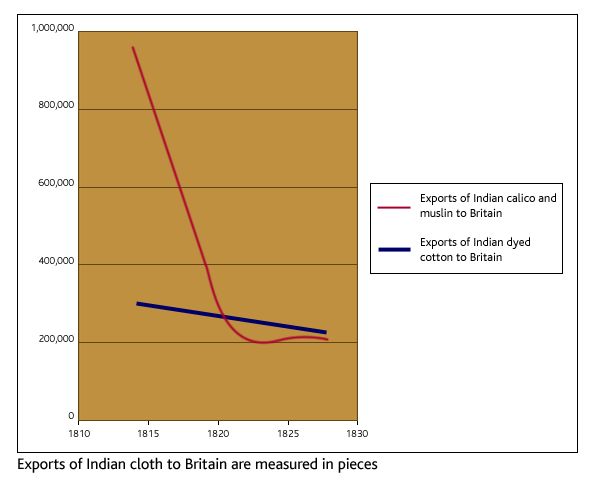 1,000,000
800,000
600,000
400,000
200,000
0
1810 1815 1820 1825 1830
Exports of Indian calico and
muslin to Britain
Exports of Indian dyed
cotton to Britain
Exports of Indian cloth to Britain are measured in pieces